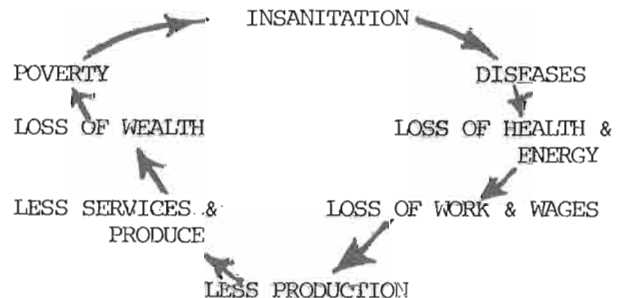 INSANITATION
POVERTY
DISEASES
LOSS OF WEALTH
LOSS OF HEALTH &
ENERGY
LESS SERVICES &
PRODUCE
LOSS OF WORK & WAGES
LESS PRODUCTION